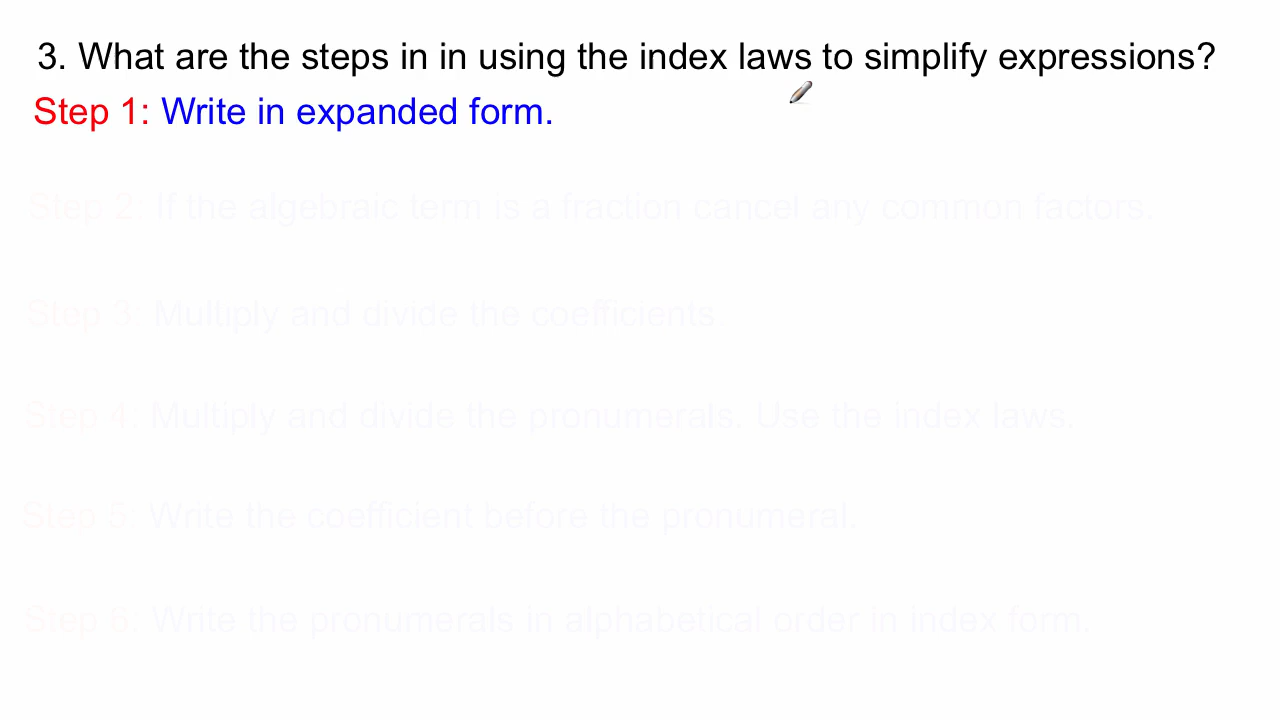 3. What are the steps in in using the index laws to simplify expressions?
Step 1: Write in expanded form.
Step 2: If the algebraic term is a fraction cancel any common factors.
Step 3: Multiply and divide the coefficients.
Step 4: Multiply and divide the pronumerals. Use the index laws.
Step 5: Write the coefficient before the pronumeral.
Step 6: Write the pronumerals in alphabetical order in index form.